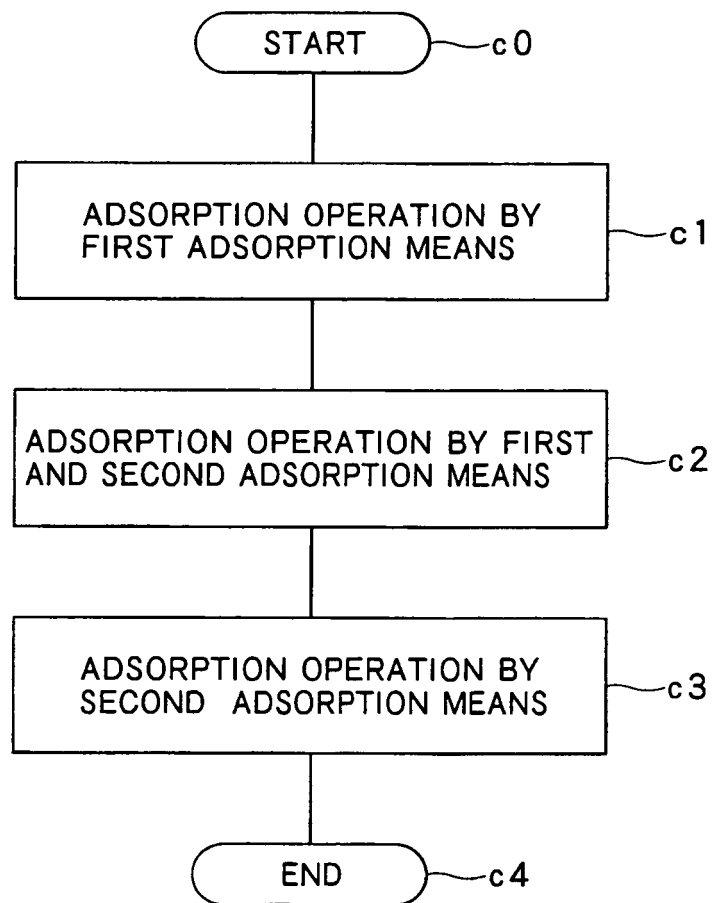 START
c0
ADSORPTION OPERATION BY
FIRST ADSORPTION MEANS
c1
ADSORPTION OPERATION BY FIRST
AND SECOND ADSORPTION MEANS
c2
ADSORPTION OPERATION BY
SECOND ADSORPTION MEANS
c3
END
c4